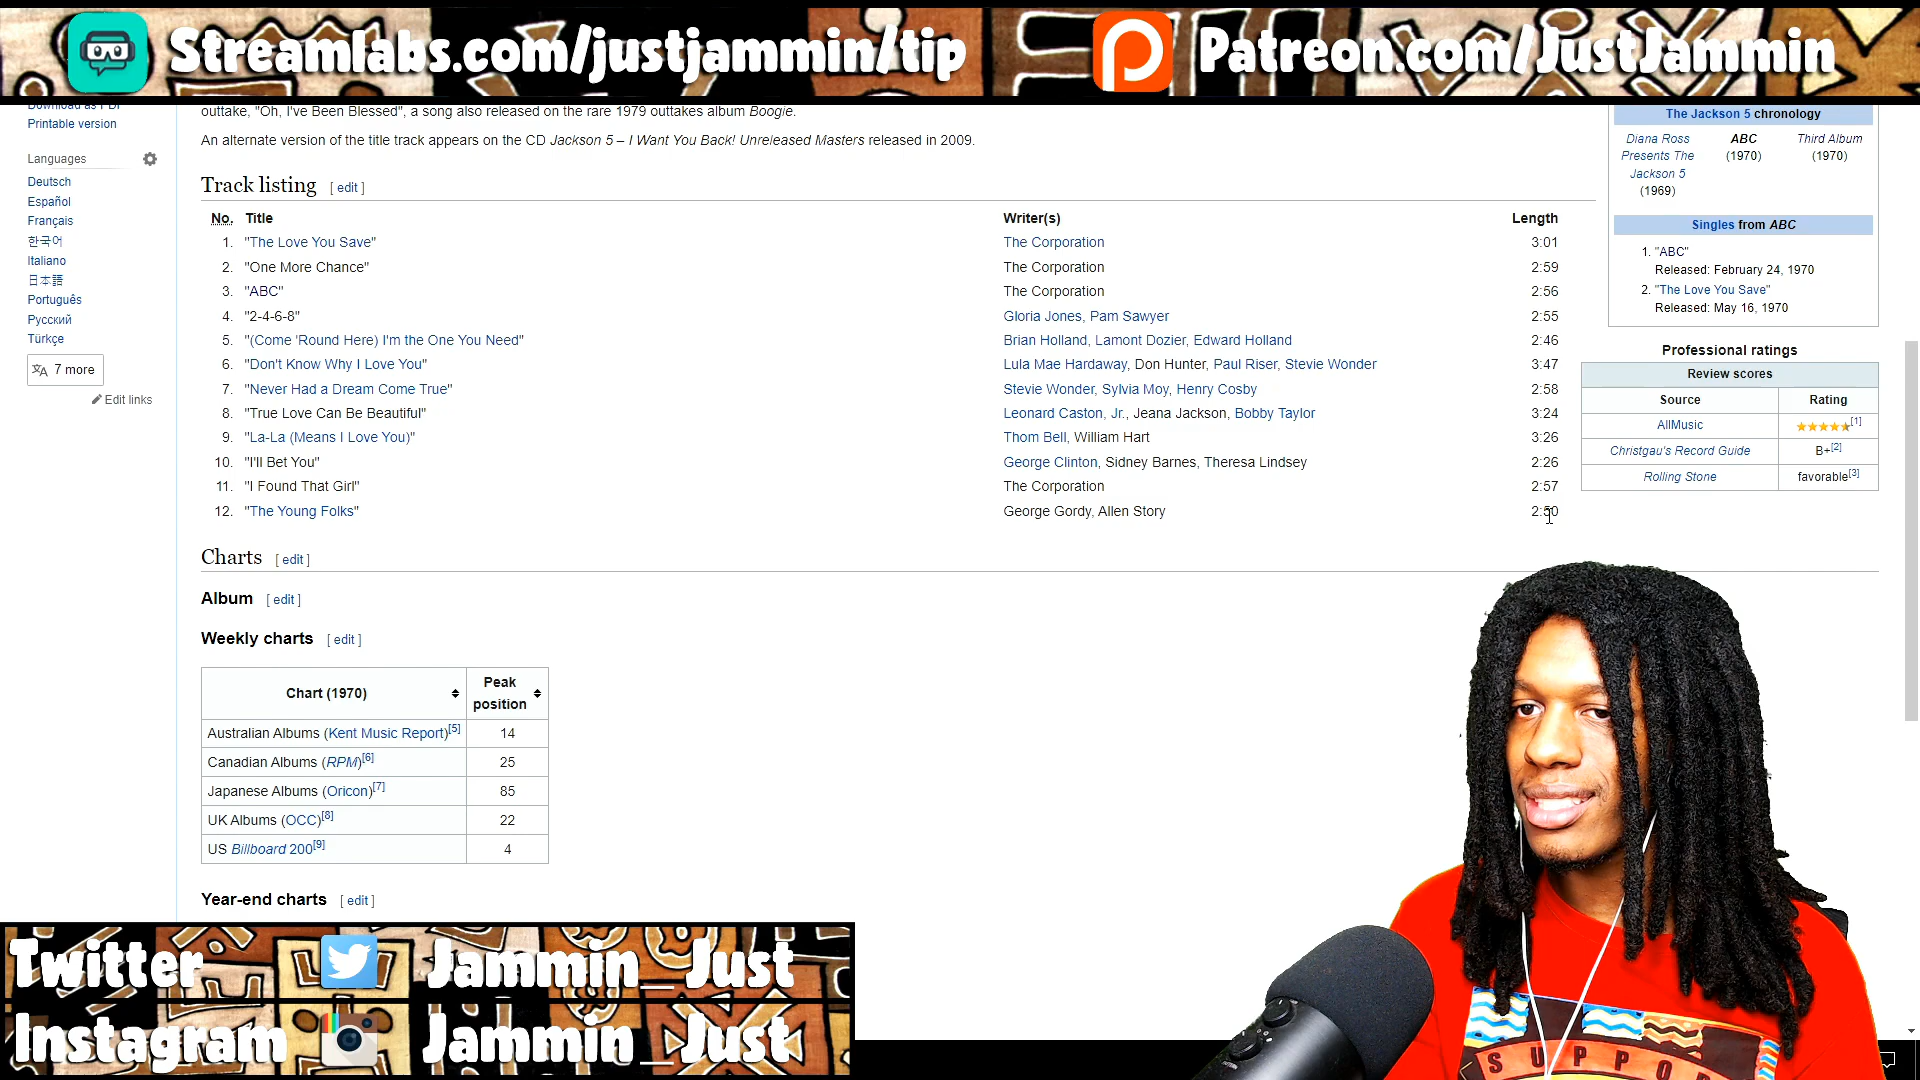 Streamlabs.com/justjammin/tip
Patreon.com/JustJammin
Download as PDF
Printable version
Languages
Deutsch
Español
Français
한국어
Italiano
日本語
Português
Русский
Türkçe
7 more
Edit links
outtake, "Oh, I've Been Blessed", a song also released on the rare 1979 outtakes album Boogie.
An alternate version of the title track appears on the CD Jackson 5 – I Want You Back! Unreleased Masters released in 2009.
Track listing [ edit ]
No. Title Writer(s) Length
1. "The Love You Save" The Corporation 3:01
2. "One More Chance" The Corporation 2:59
3. "ABC" The Corporation 2:56
4. "2-4-6-8" Gloria Jones, Pam Sawyer 2:55
5. "(Come 'Round Here) I'm the One You Need" Brian Holland, Lamont Dozier, Edward Holland 2:46
6. "Don't Know Why I Love You" Lula Mae Hardaway, Don Hunter, Paul Riser, Stevie Wonder 3:47
7. "Never Had a Dream Come True" Stevie Wonder, Sylvia Moy, Henry Cosby 2:58
8. "True Love Can Be Beautiful" Leonard Caston, Jr., Jeana Jackson, Bobby Taylor 3:24
9. "La-La (Means I Love You)" Thom Bell, William Hart 3:26
10. "I'll Bet You" George Clinton, Sidney Barnes, Theresa Lindsey 2:26
11. "I Found That Girl" The Corporation 2:57
12. "The Young Folks" George Gordy, Allen Story 2:50
The Jackson 5 chronology
Diana Ross ABC Third Album
Presents The (1970) (1970)
Jackson 5
(1969)
Singles from ABC
1. "ABC"
Released: February 24, 1970
2. "The Love You Save"
Released: May 16, 1970
Professional ratings
Review scores
Source Rating
AllMusic ★★★★★[1]
Christgau's Record Guide B+[2]
Rolling Stone favorable[3]
Charts [ edit ]
Album [ edit ]
Weekly charts [ edit ]
Chart (1970) Peak position
Australian Albums (Kent Music Report)[5] 14
Canadian Albums (RPM)[6] 25
Japanese Albums (Oricon)[7] 85
UK Albums (OCC)[8] 22
US Billboard 200[9] 4
Year-end charts [ edit ]
Twitter Jammin_Just
Instagram Jammin_Just
SUPPO